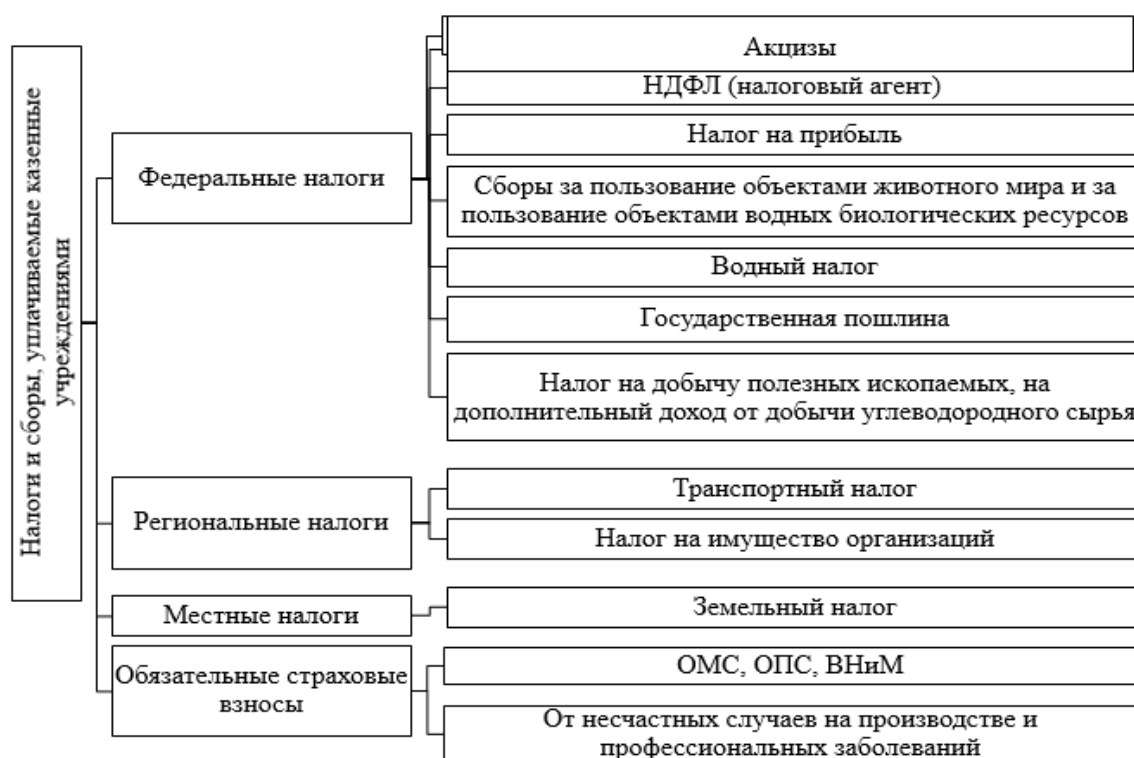 Налоги и сборы, уплачиваемые казенные
учреждениями
Федеральные налоги
Акцизы
НДФЛ (налоговый агент)
Налог на прибыль
Сборы за пользование объектами животного мира и за
пользование объектами водных биологических ресурсов
Водный налог
Государственная пошлина
Налог на добычу полезных ископаемых, на
дополнительный доход от добычи углеводородного сырья
Региональные налоги
Транспортный налог
Налог на имущество организаций
Местные налоги
Земельный налог
Обязательные страховые
взносы
ОМС, ОПС, ВНиМ
От несчастных случаев на производстве и
профессиональных заболеваний